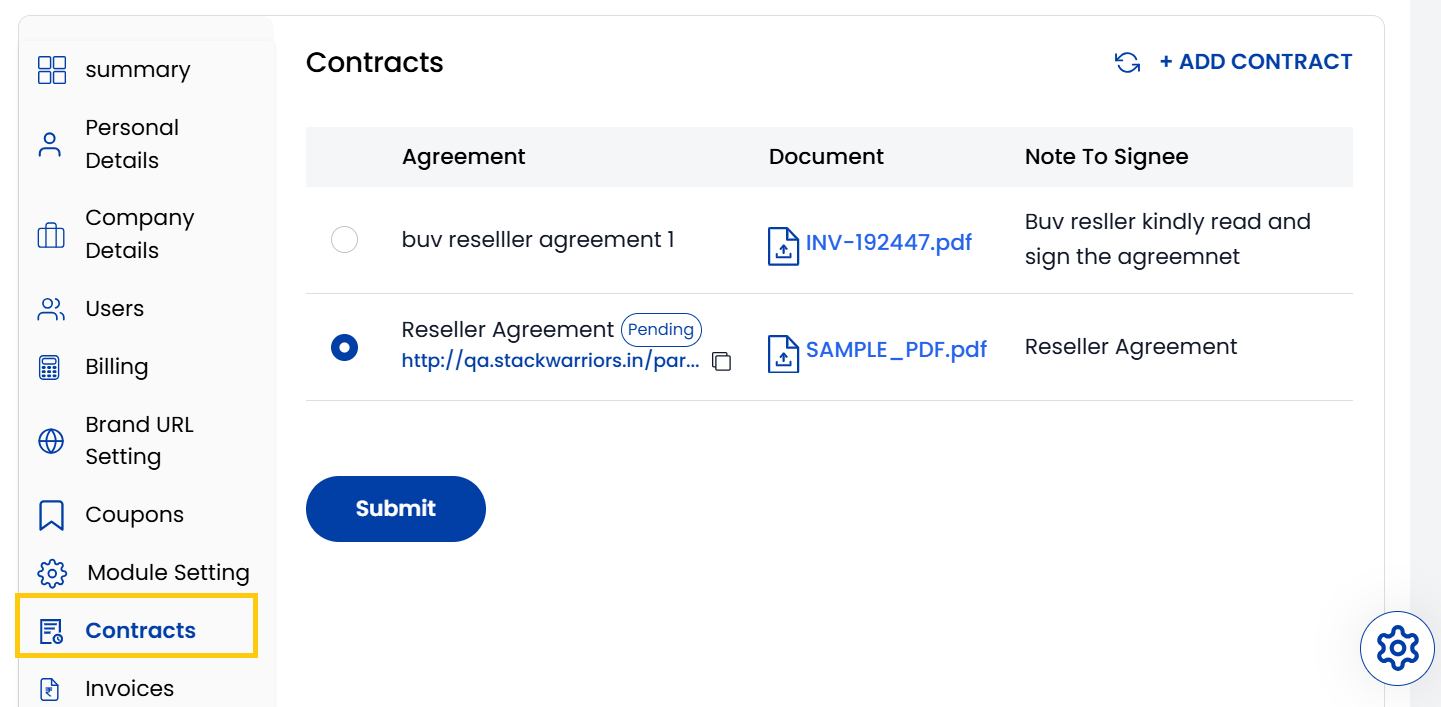 summary
Personal
Details
Company
Details
Users
Billing
Brand URL
Setting
Coupons
Module Setting
Contracts
Invoices
Contracts
+ ADD CONTRACT
Agreement Document Note To Signee
buv reselller agreement 1 INV-192447.pdf Buv resller kindly read and
sign the agreemnet
Reseller Agreement Pending
http://qa.stackwarriors.in/par... SAMPLE_PDF.pdf Reseller Agreement
Submit